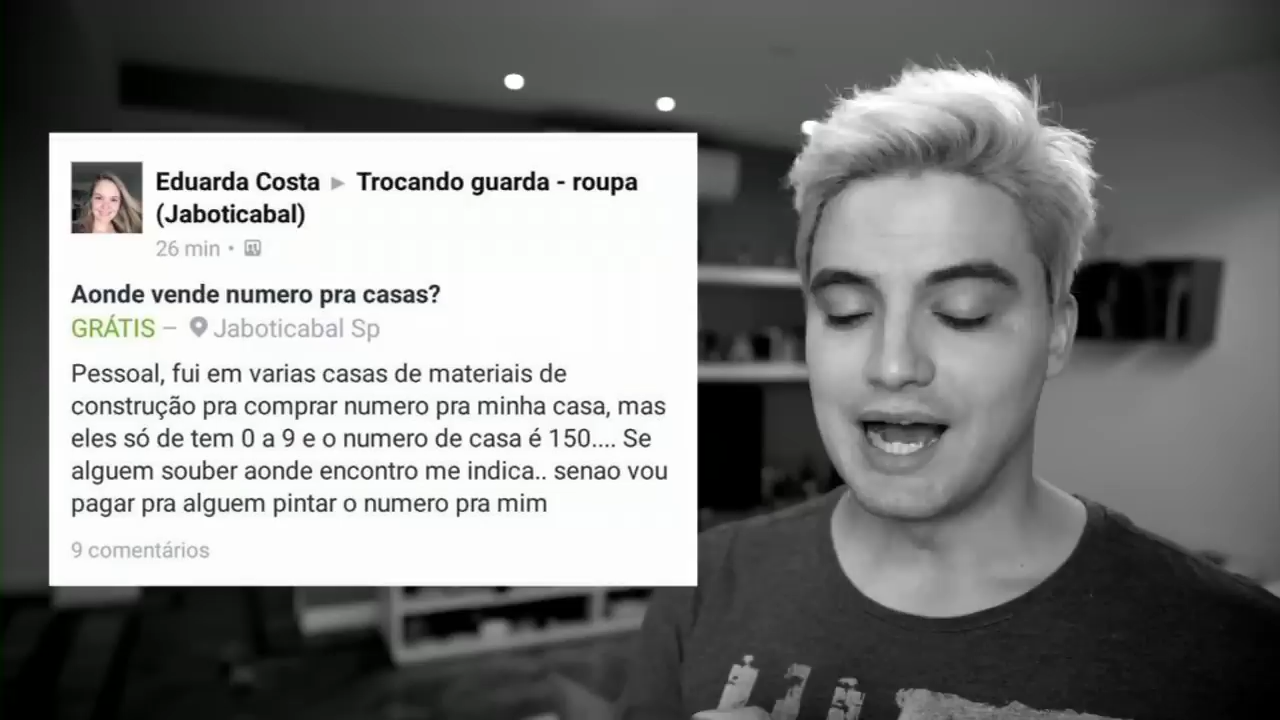 Eduarda Costa ▶ Trocando guarda - roupa
(Jaboticabal)
26 min •
Aonde vende numero pra casas?
GRÁTIS – Jaboticabal Sp
Pessoal, fui em varias casas de materiais de
construção pra comprar numero pra minha casa, mas
eles só de tem 0 a 9 e o numero de casa é 150.... Se
alguem souber aonde encontro me indica.. senao vou
pagar pra alguem pintar o numero pra mim
9 comentários